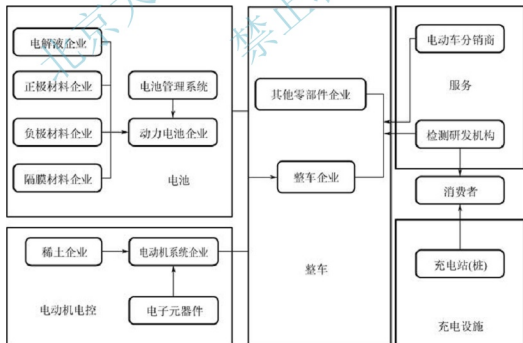 北京
禁止
电解液企业
正极材料企业
负极材料企业
隔膜材料企业
电池管理系统
动力电池企业
电池
稀土企业
电动机系统企业
电子元器件
电动机电控
其他零部件企业
整车企业
整车
电动车分销商
服务
检测研发机构
消费者
充电站(桩)
充电设施